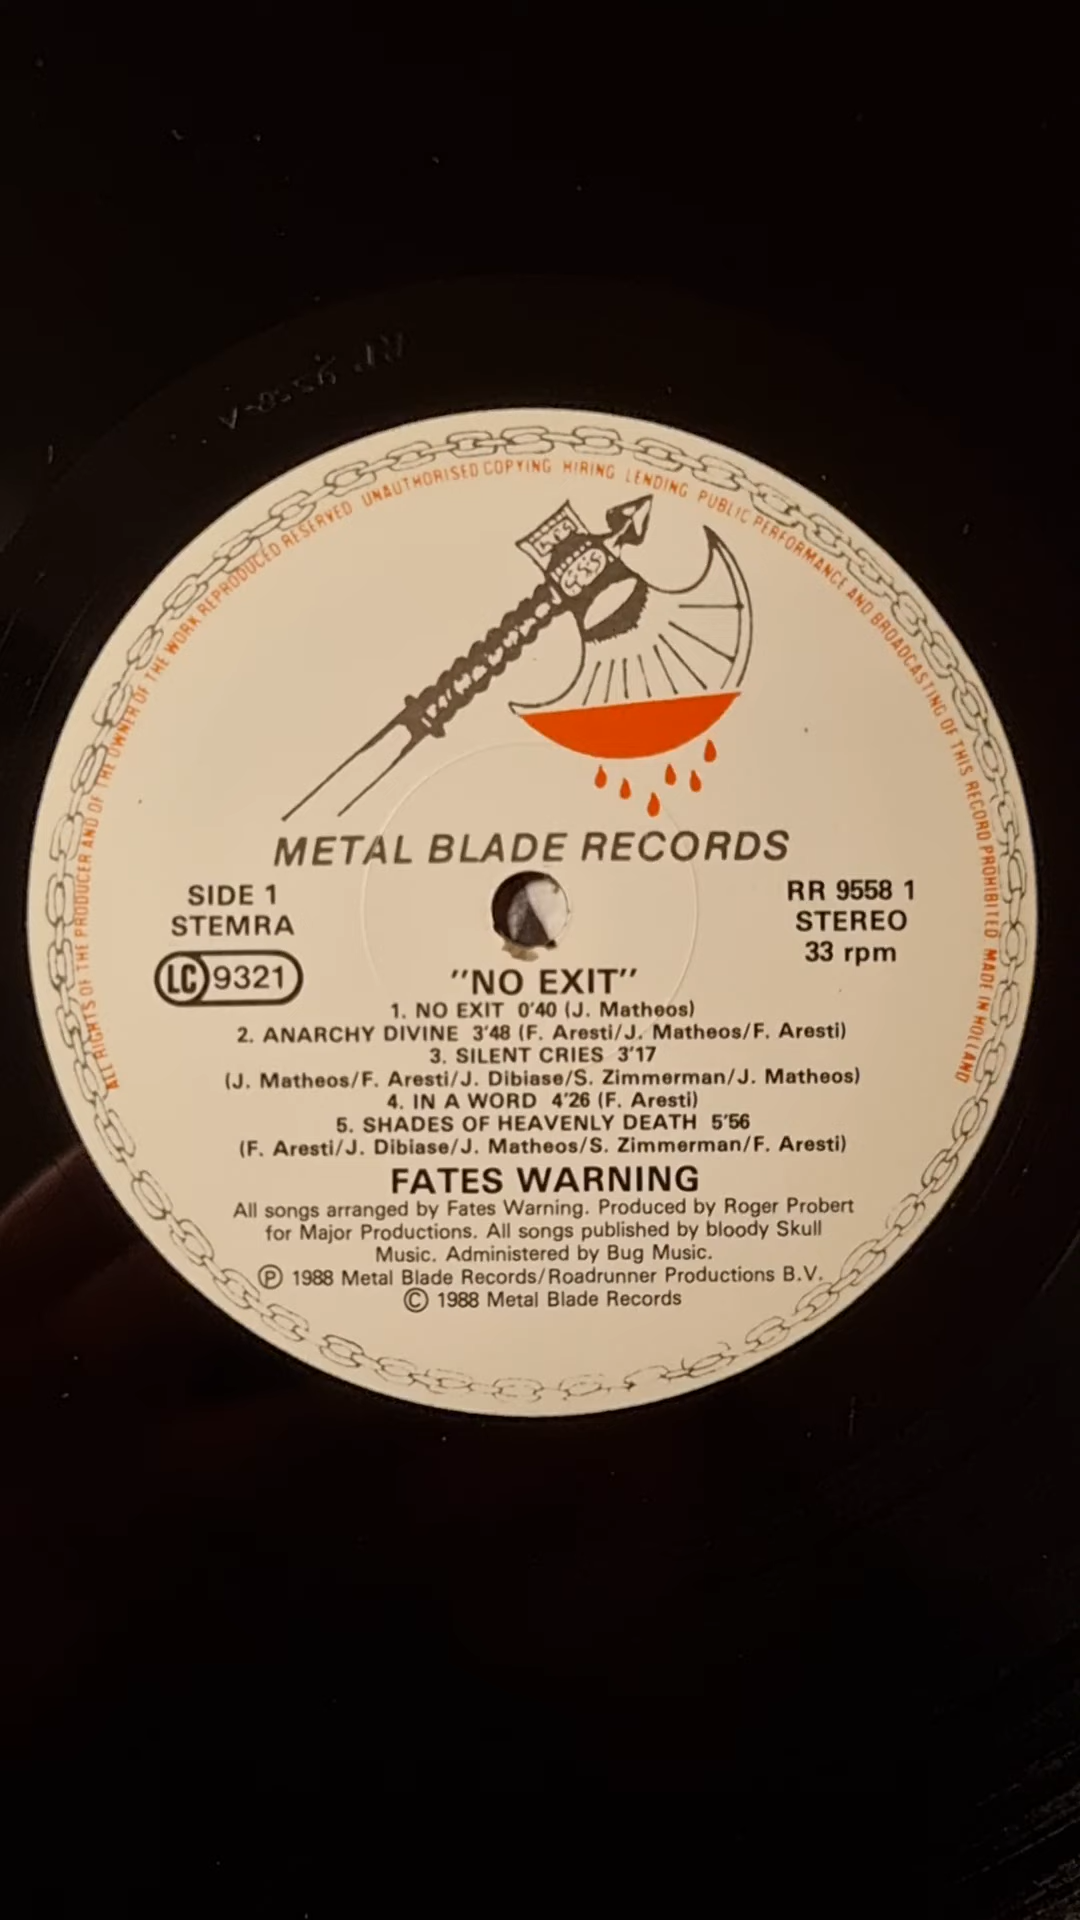 ALL RIGHTS OF THE PRODUCER AND OF THE OWNER OF THE WORK REPRODUCED RESERVED UNAUTHORISED COPYING HIRING LENDING PUBLIC PERFORMANCE AND BROADCASTING OF THIS RECORD PROHIBITED MADE IN HOLLAND
METAL BLADE RECORDS
SIDE 1
STEMRA
LC 9321
RR 9558 1
STEREO
33 rpm
"NO EXIT"
1. NO EXIT 0'40 (J. Matheos)
2. ANARCHY DIVINE 3'48 (F. Aresti/J. Matheos/F. Aresti)
3. SILENT CRIES 3'17
(J. Matheos/F. Aresti/J. Dibiase/S. Zimmerman/J. Matheos)
4. IN A WORD 4'26 (F. Aresti)
5. SHADES OF HEAVENLY DEATH 5'56
(F. Aresti/J. Dibiase/J. Matheos/S. Zimmerman/F. Aresti)
FATES WARNING
All songs arranged by Fates Warning. Produced by Roger Probert
for Major Productions. All songs published by bloody Skull
Music. Administered by Bug Music.
Ⓟ 1988 Metal Blade Records/Roadrunner Productions B.V.
© 1988 Metal Blade Records